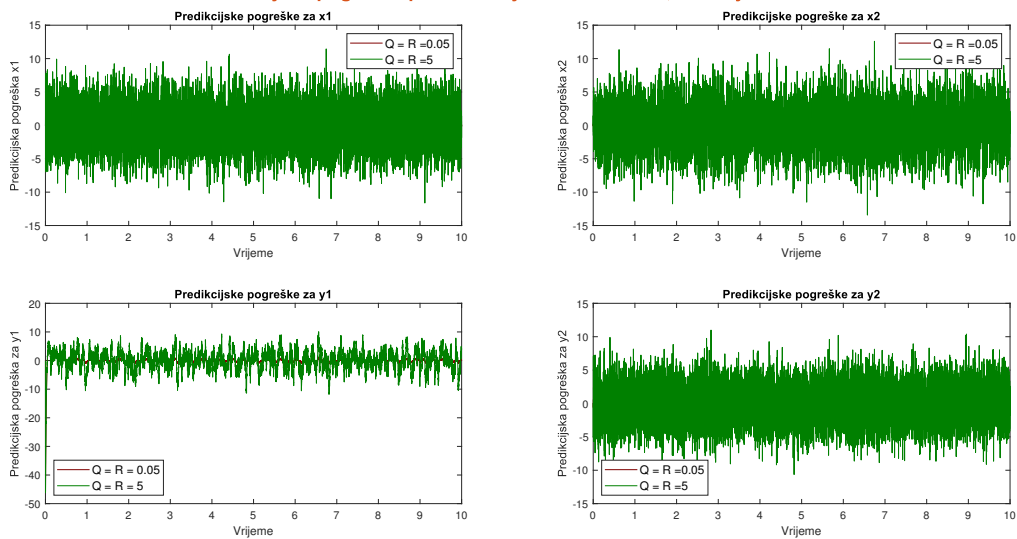 Predikcijske pogreške za x1
15
10
5
0
-5
-10
-15
Predikcijska pogreška x1
Q = R =0.05
Q = R =5
0 1 2 3 4 5 6 7 8 9 10
Vrijeme
Predikcijske pogreške za x2
15
10
5
0
-5
-10
-15
Predikcijska pogreška x2
Q = R =0.05
Q = R =5
0 1 2 3 4 5 6 7 8 9 10
Vrijeme
Predikcijske pogreške za y1
20
10
0
-10
-20
-30
-40
-50
Predikcijska pogreška za y1
Q = R = 0.05
Q = R = 5
0 1 2 3 4 5 6 7 8 9 10
Vrijeme
Predikcijske pogreške za y2
15
10
5
0
-5
-10
-15
Predikcijska pogreška za y2
Q = R =0.05
Q = R =5
0 1 2 3 4 5 6 7 8 9 10
Vrijeme